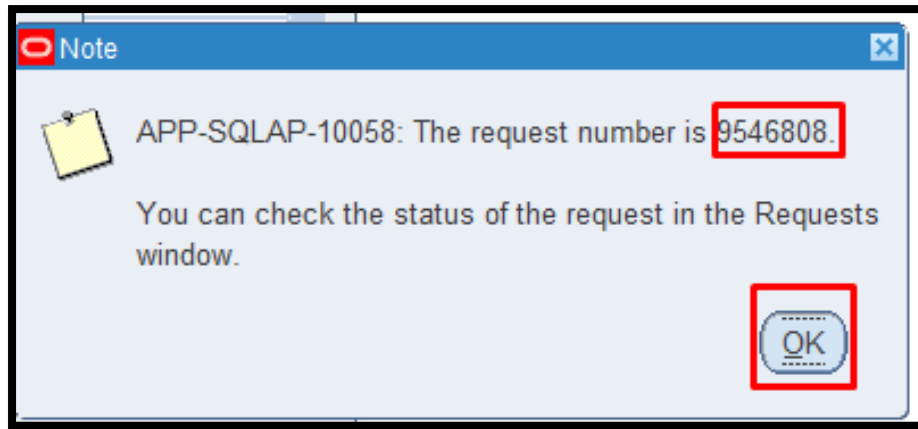 Note
APP-SQLAP-10058: The request number is 9546808.
You can check the status of the request in the Requests
window.
OK